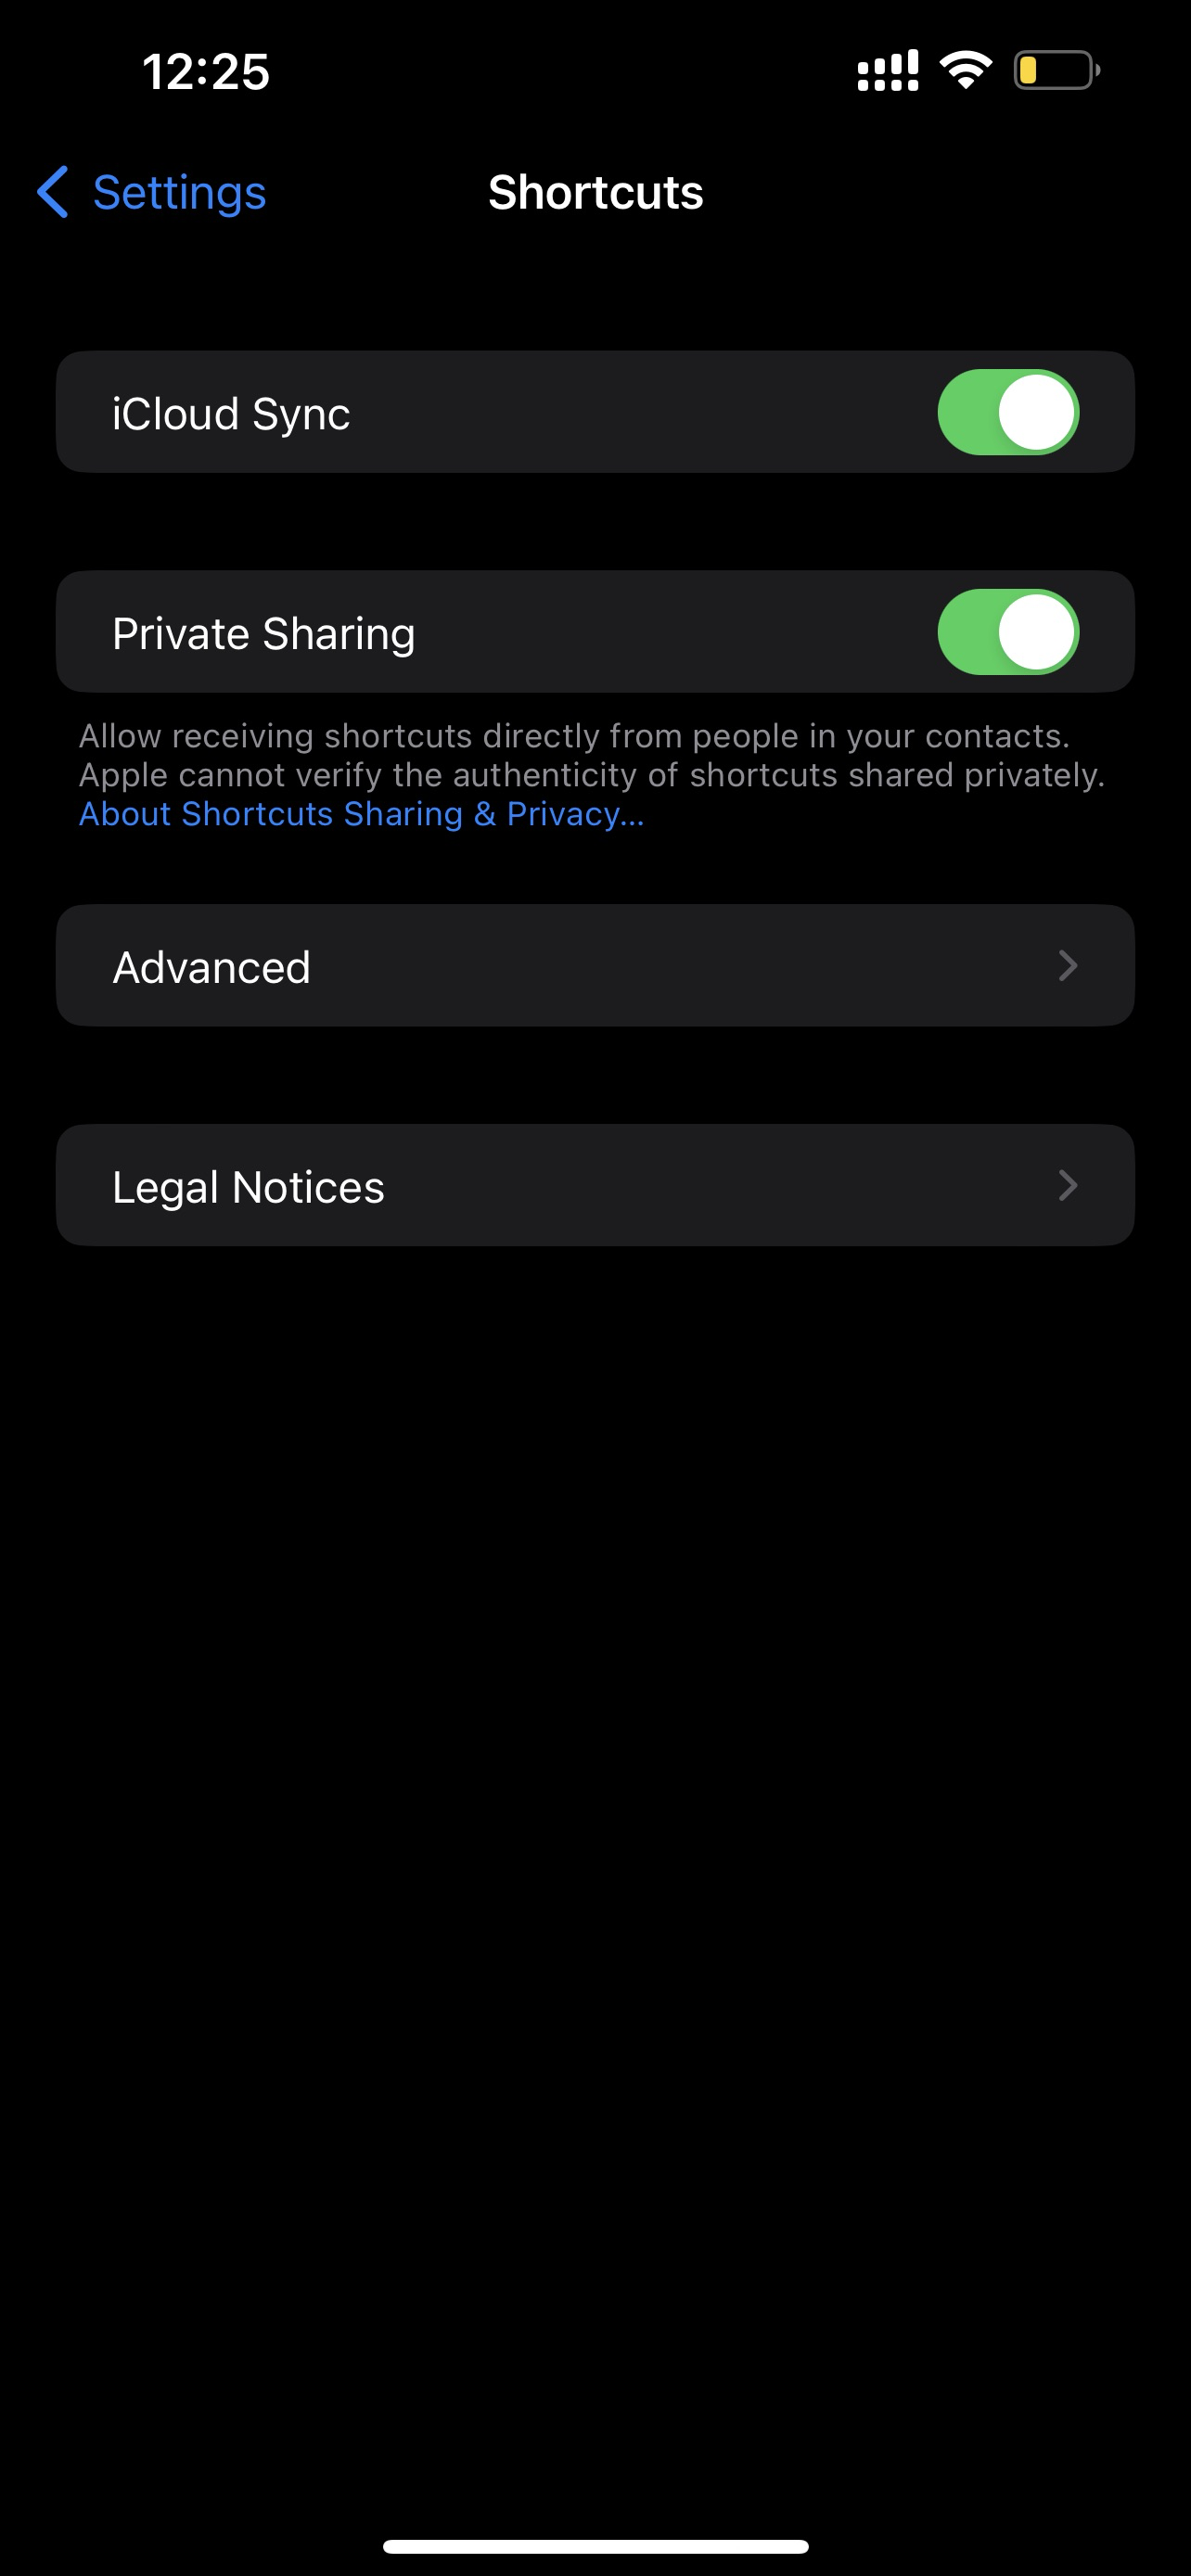 12:25
Settings
Shortcuts
iCloud Sync
Private Sharing
Allow receiving shortcuts directly from people in your contacts.
Apple cannot verify the authenticity of shortcuts shared privately.
About Shortcuts Sharing & Privacy...
Advanced
Legal Notices